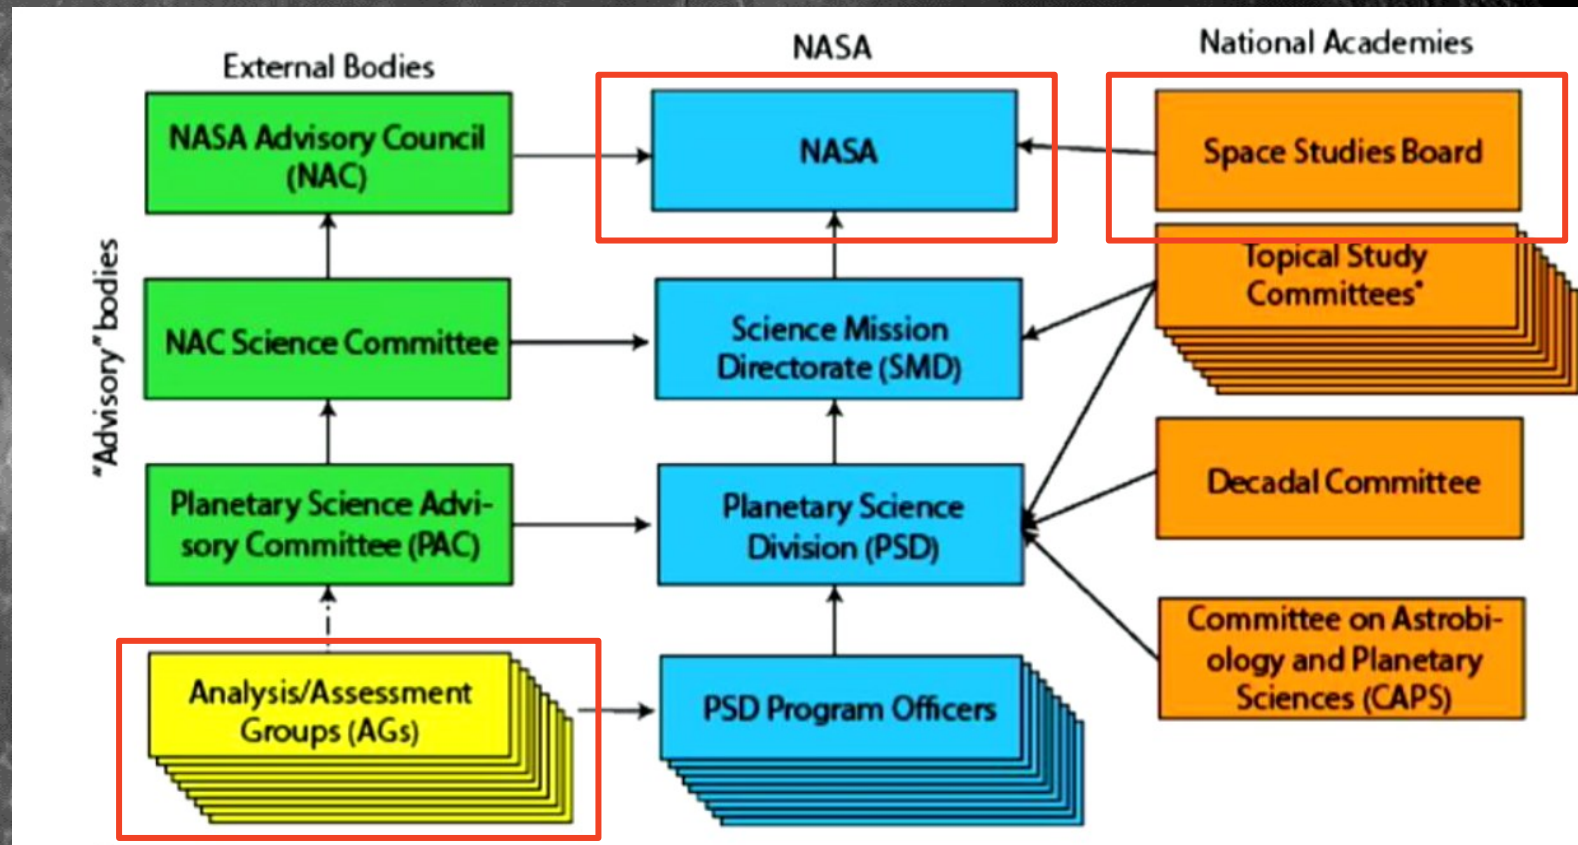 External Bodies
NASA
National Academies
NASA Advisory Council
(NAC)
NASA
Space Studies Board
"Advisory" bodies
NAC Science Committee
Science Mission
Directorate (SMD)
Topical Study
Committees*
Planetary Science Advi-
sory Committee (PAC)
Planetary Science
Division (PSD)
Decadal Committee
Analysis/Assessment
Groups (AGs)
PSD Program Officers
Committee on Astrobi-
ology and Planetary
Sciences (CAPS)